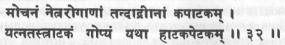 मोचनं नेत्ररोगाणां तन्द्राद्रीणां कपाटकम् ।
यत्नतस्त्राटकं गोप्यं यथा हाटकपेटकम् ॥ ३२ ॥